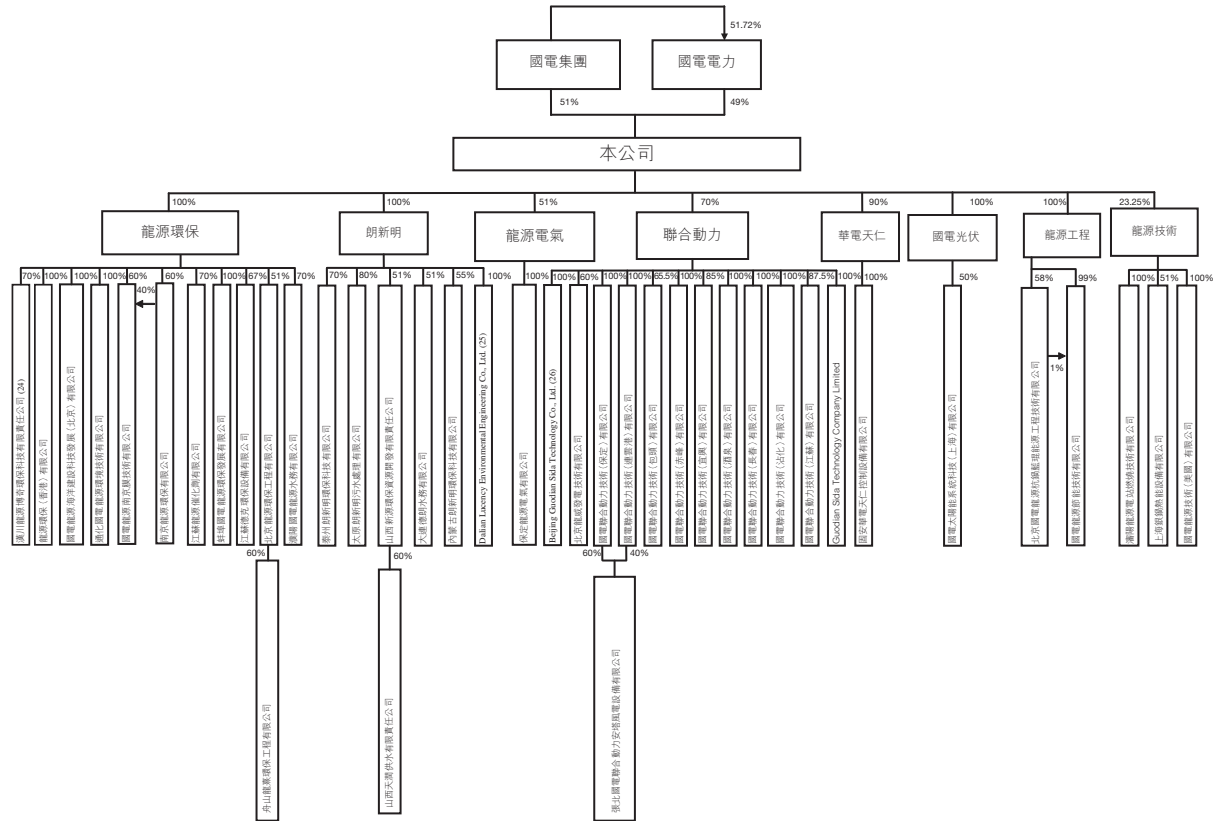 51.72%
國電集團
國電電力
51%
49%
本公司
100%
100%
51%
70%
90%
100%
100%
23.25%
龍源環保
朗新明
龍源電氣
聯合動力
華電天仁
國電光伏
龍源工程
龍源技術
70%
100%
100%
100%
60%
40%
60%
70%
100%
67%
51%
70%
70%
80%
51%
51%
55%
100%
100%
100%
60%
100%
100%
65.5%
100%
85%
100%
100%
100%
87.5%
100%
100%
50%
58%
99%
1%
100%
51%
100%
漢川龍源博奇環保科技有限責任公司 (24)
龍源環保（香港）有限公司
國電龍源海洋建設科技發展（北京）有限公司
通化國電龍源環境技術有限公司
國電龍源南京膜技術有限公司
南京龍源環保有限公司
江蘇龍源催化劑有限公司
蚌埠國電龍源環保發展有限公司
江蘇德克環保設備有限公司
北京龍源環保工程有限公司
濮陽國電龍源水務有限公司
泰州朗新明環保科技有限公司
太原朗新明污水處理有限公司
山西新源環保資源開發有限責任公司
大連德朗水務有限公司
內蒙古朗新明環保科技有限公司
Dalian Lucency Environmental Engineering Co., Ltd. (25)
保定龍源電氣有限公司
Beijing Guodian Sida Technology Co., Ltd. (26)
北京龍威發電技術有限公司
國電聯合動力技術（保定）有限公司
國電聯合動力技術（連雲港）有限公司
國電聯合動力技術（包頭）有限公司
國電聯合動力技術（赤峰）有限公司
國電聯合動力技術（宜興）有限公司
國電聯合動力技術（酒泉）有限公司
國電聯合動力技術（長春）有限公司
國電聯合動力技術（沾化）有限公司
國電聯合動力技術（江蘇）有限公司
Guodian Sida Technology Company Limited
固安華電天仁控制設備有限公司
國電太陽能系統科技（上海）有限公司
北京國電龍源杭鍋藍琨能源工程技術有限公司
國電龍源節能技術有限公司
瀋陽龍源電站燃燒技術有限公司
上海銀鍋熱能設備有限公司
國電龍源技術（美國）有限公司
60%
60%
60%
40%
舟山龍源環保工程有限公司
山西天潤供水有限責任公司
張北國電聯合動力安塔風電設備有限公司